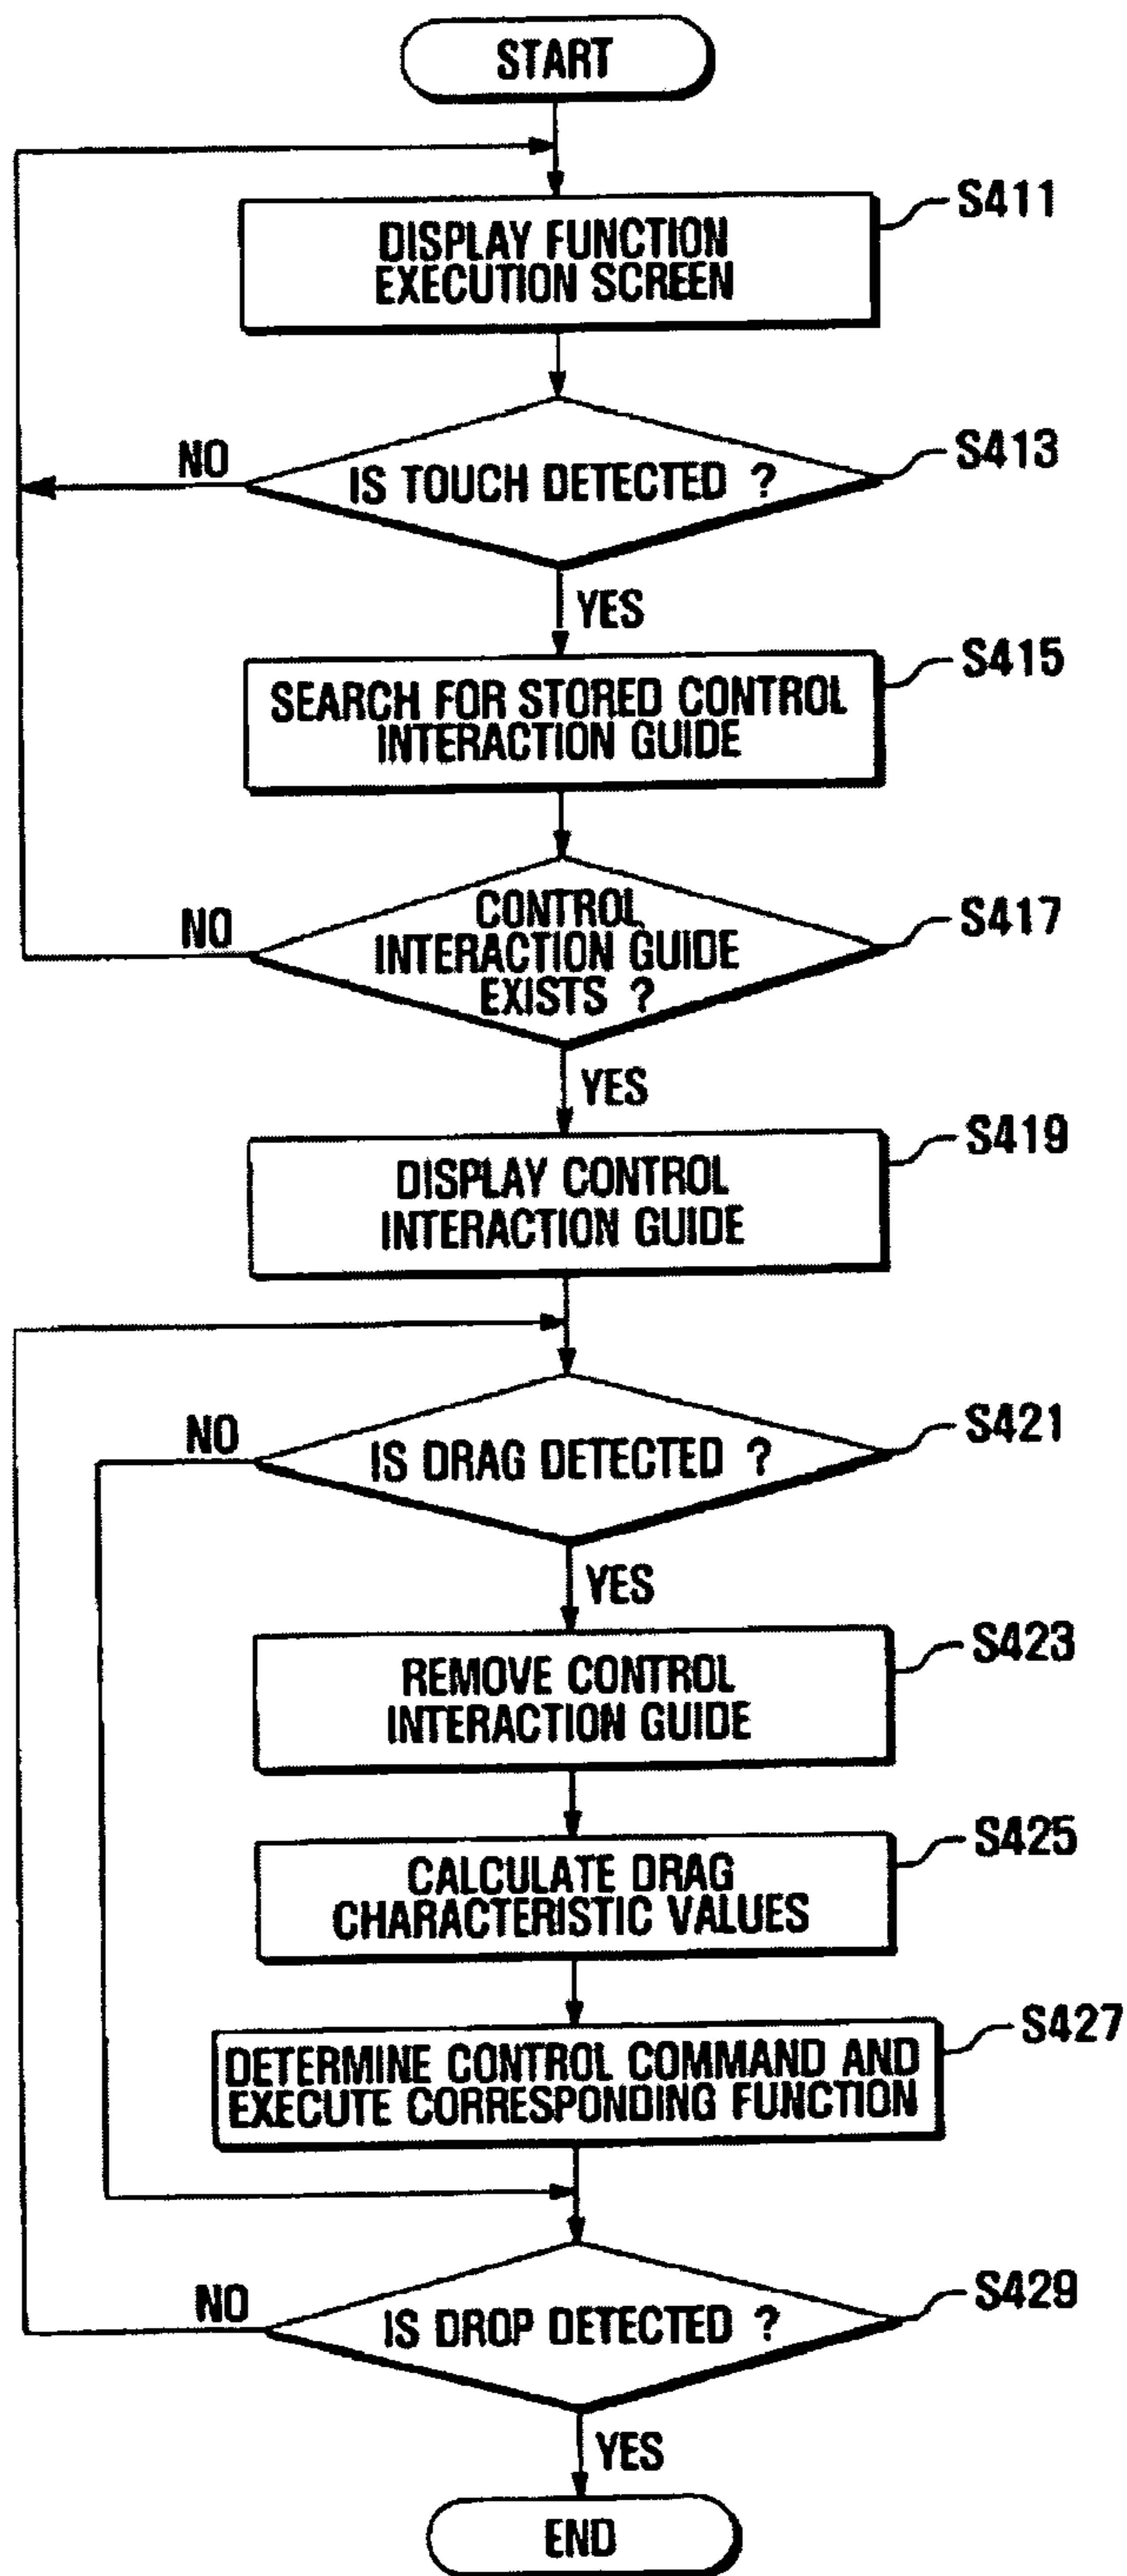 START
DISPLAY FUNCTION
EXECUTION SCREEN
S411
IS TOUCH DETECTED ?
S413
NO
YES
SEARCH FOR STORED CONTROL
INTERACTION GUIDE
S415
CONTROL
INTERACTION GUIDE
EXISTS ?
S417
NO
YES
DISPLAY CONTROL
INTERACTION GUIDE
S419
IS DRAG DETECTED ?
S421
NO
YES
REMOVE CONTROL
INTERACTION GUIDE
S423
CALCULATE DRAG
CHARACTERISTIC VALUES
S425
DETERMINE CONTROL COMMAND AND
EXECUTE CORRESPONDING FUNCTION
S427
IS DROP DETECTED ?
S429
NO
YES
END